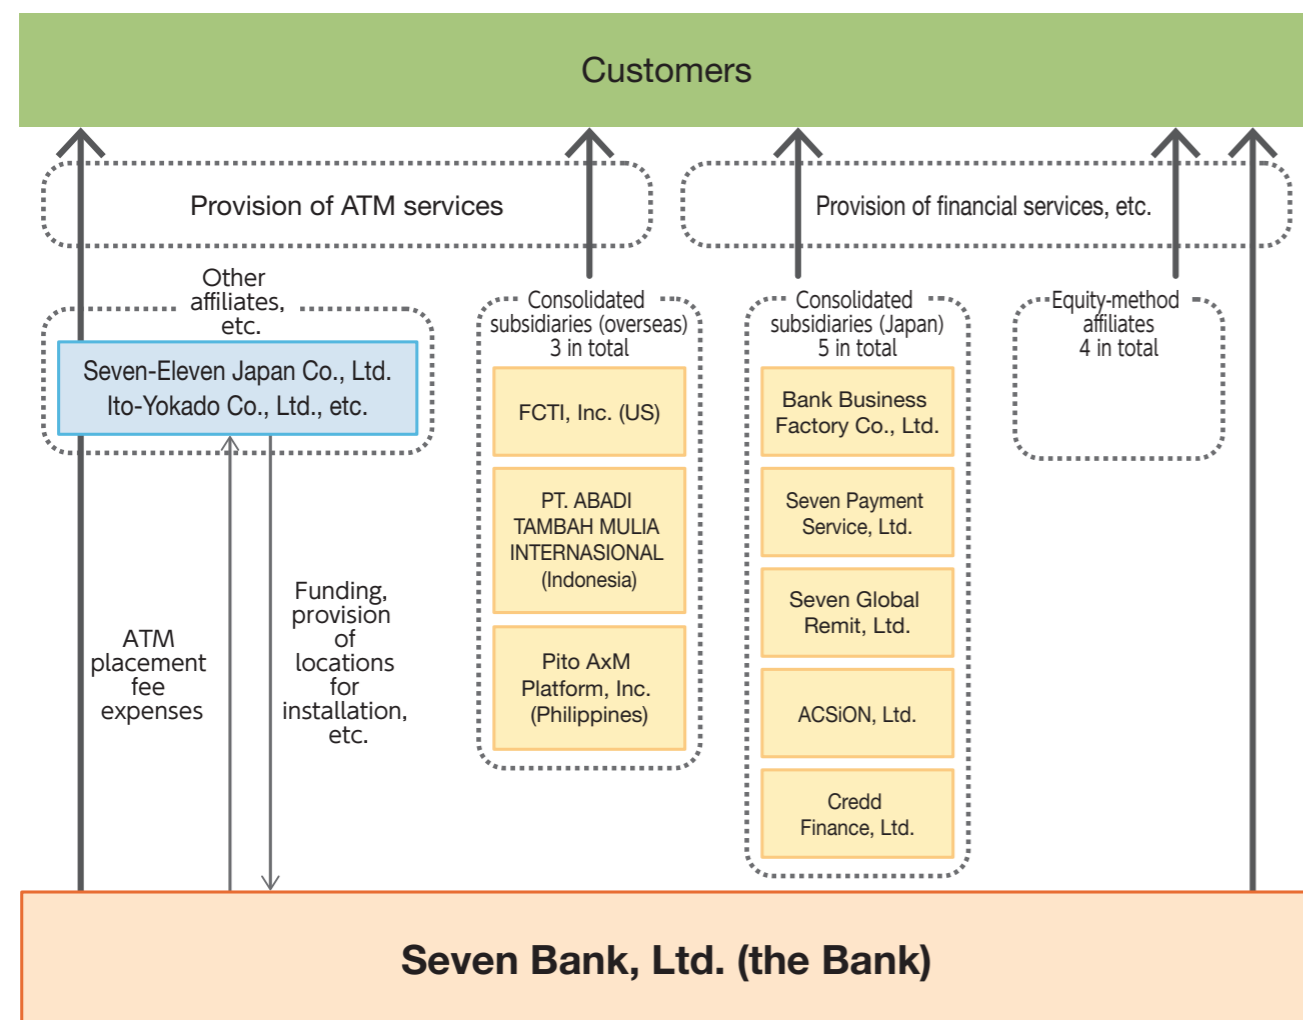 Customers
Provision of ATM services
Provision of financial services, etc.
Other
affiliates,
etc.
Seven-Eleven Japan Co., Ltd.
Ito-Yokado Co., Ltd., etc.
ATM
placement
fee
expenses
Funding,
provision
of
locations
for
installation,
etc.
Consolidated
subsidiaries (overseas)
3 in total
FCTI, Inc. (US)
PT. ABADI
TAMBAH MULIA
INTERNASIONAL
(Indonesia)
Pito AxM
Platform, Inc.
(Philippines)
Consolidated
subsidiaries (Japan)
5 in total
Bank Business
Factory Co., Ltd.
Seven Payment
Service, Ltd.
Seven Global
Remit, Ltd.
ACSiON, Ltd.
Credd
Finance, Ltd.
Equity-method
affiliates
4 in total
Seven Bank, Ltd. (the Bank)